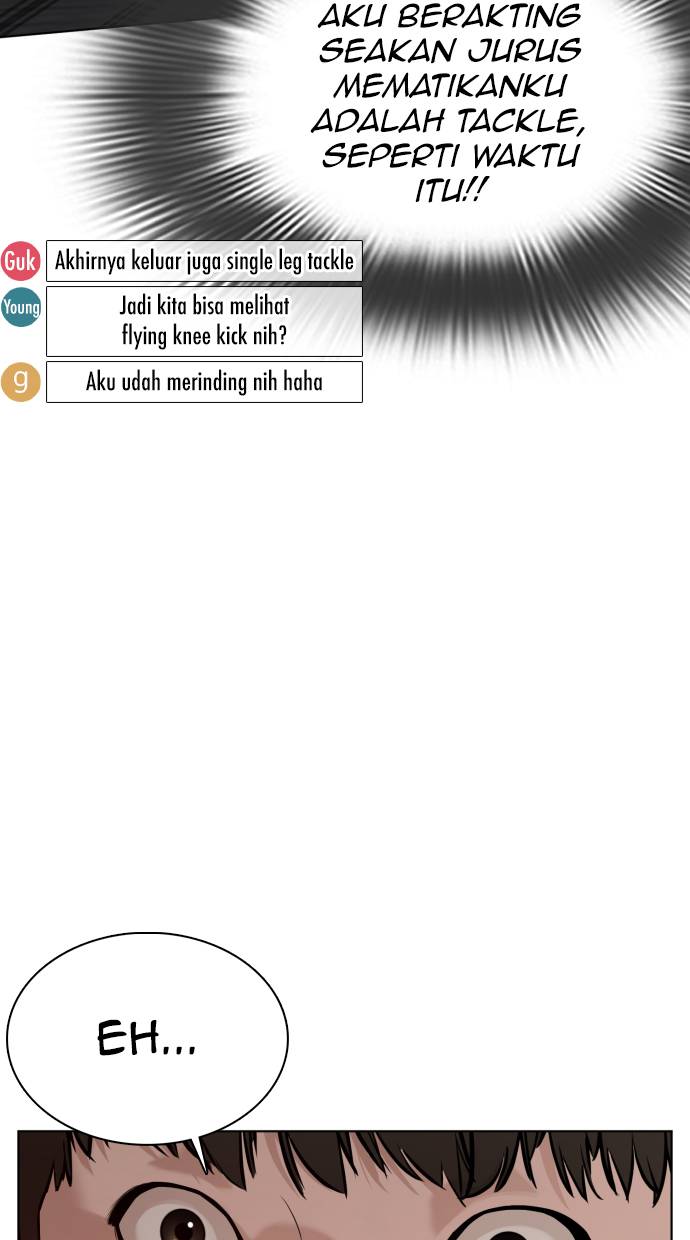 AKU BERAKTING
SEAKAN JURUS
MEMATIKANKU
ADALAH TACKLE,
SEPERTI WAKTU
ITU!!
Guk
Akhirnya keluar juga single leg tackle
Young
Jadi kita bisa melihat
flying knee kick nih?
g
Aku udah merinding nih haha
EH...